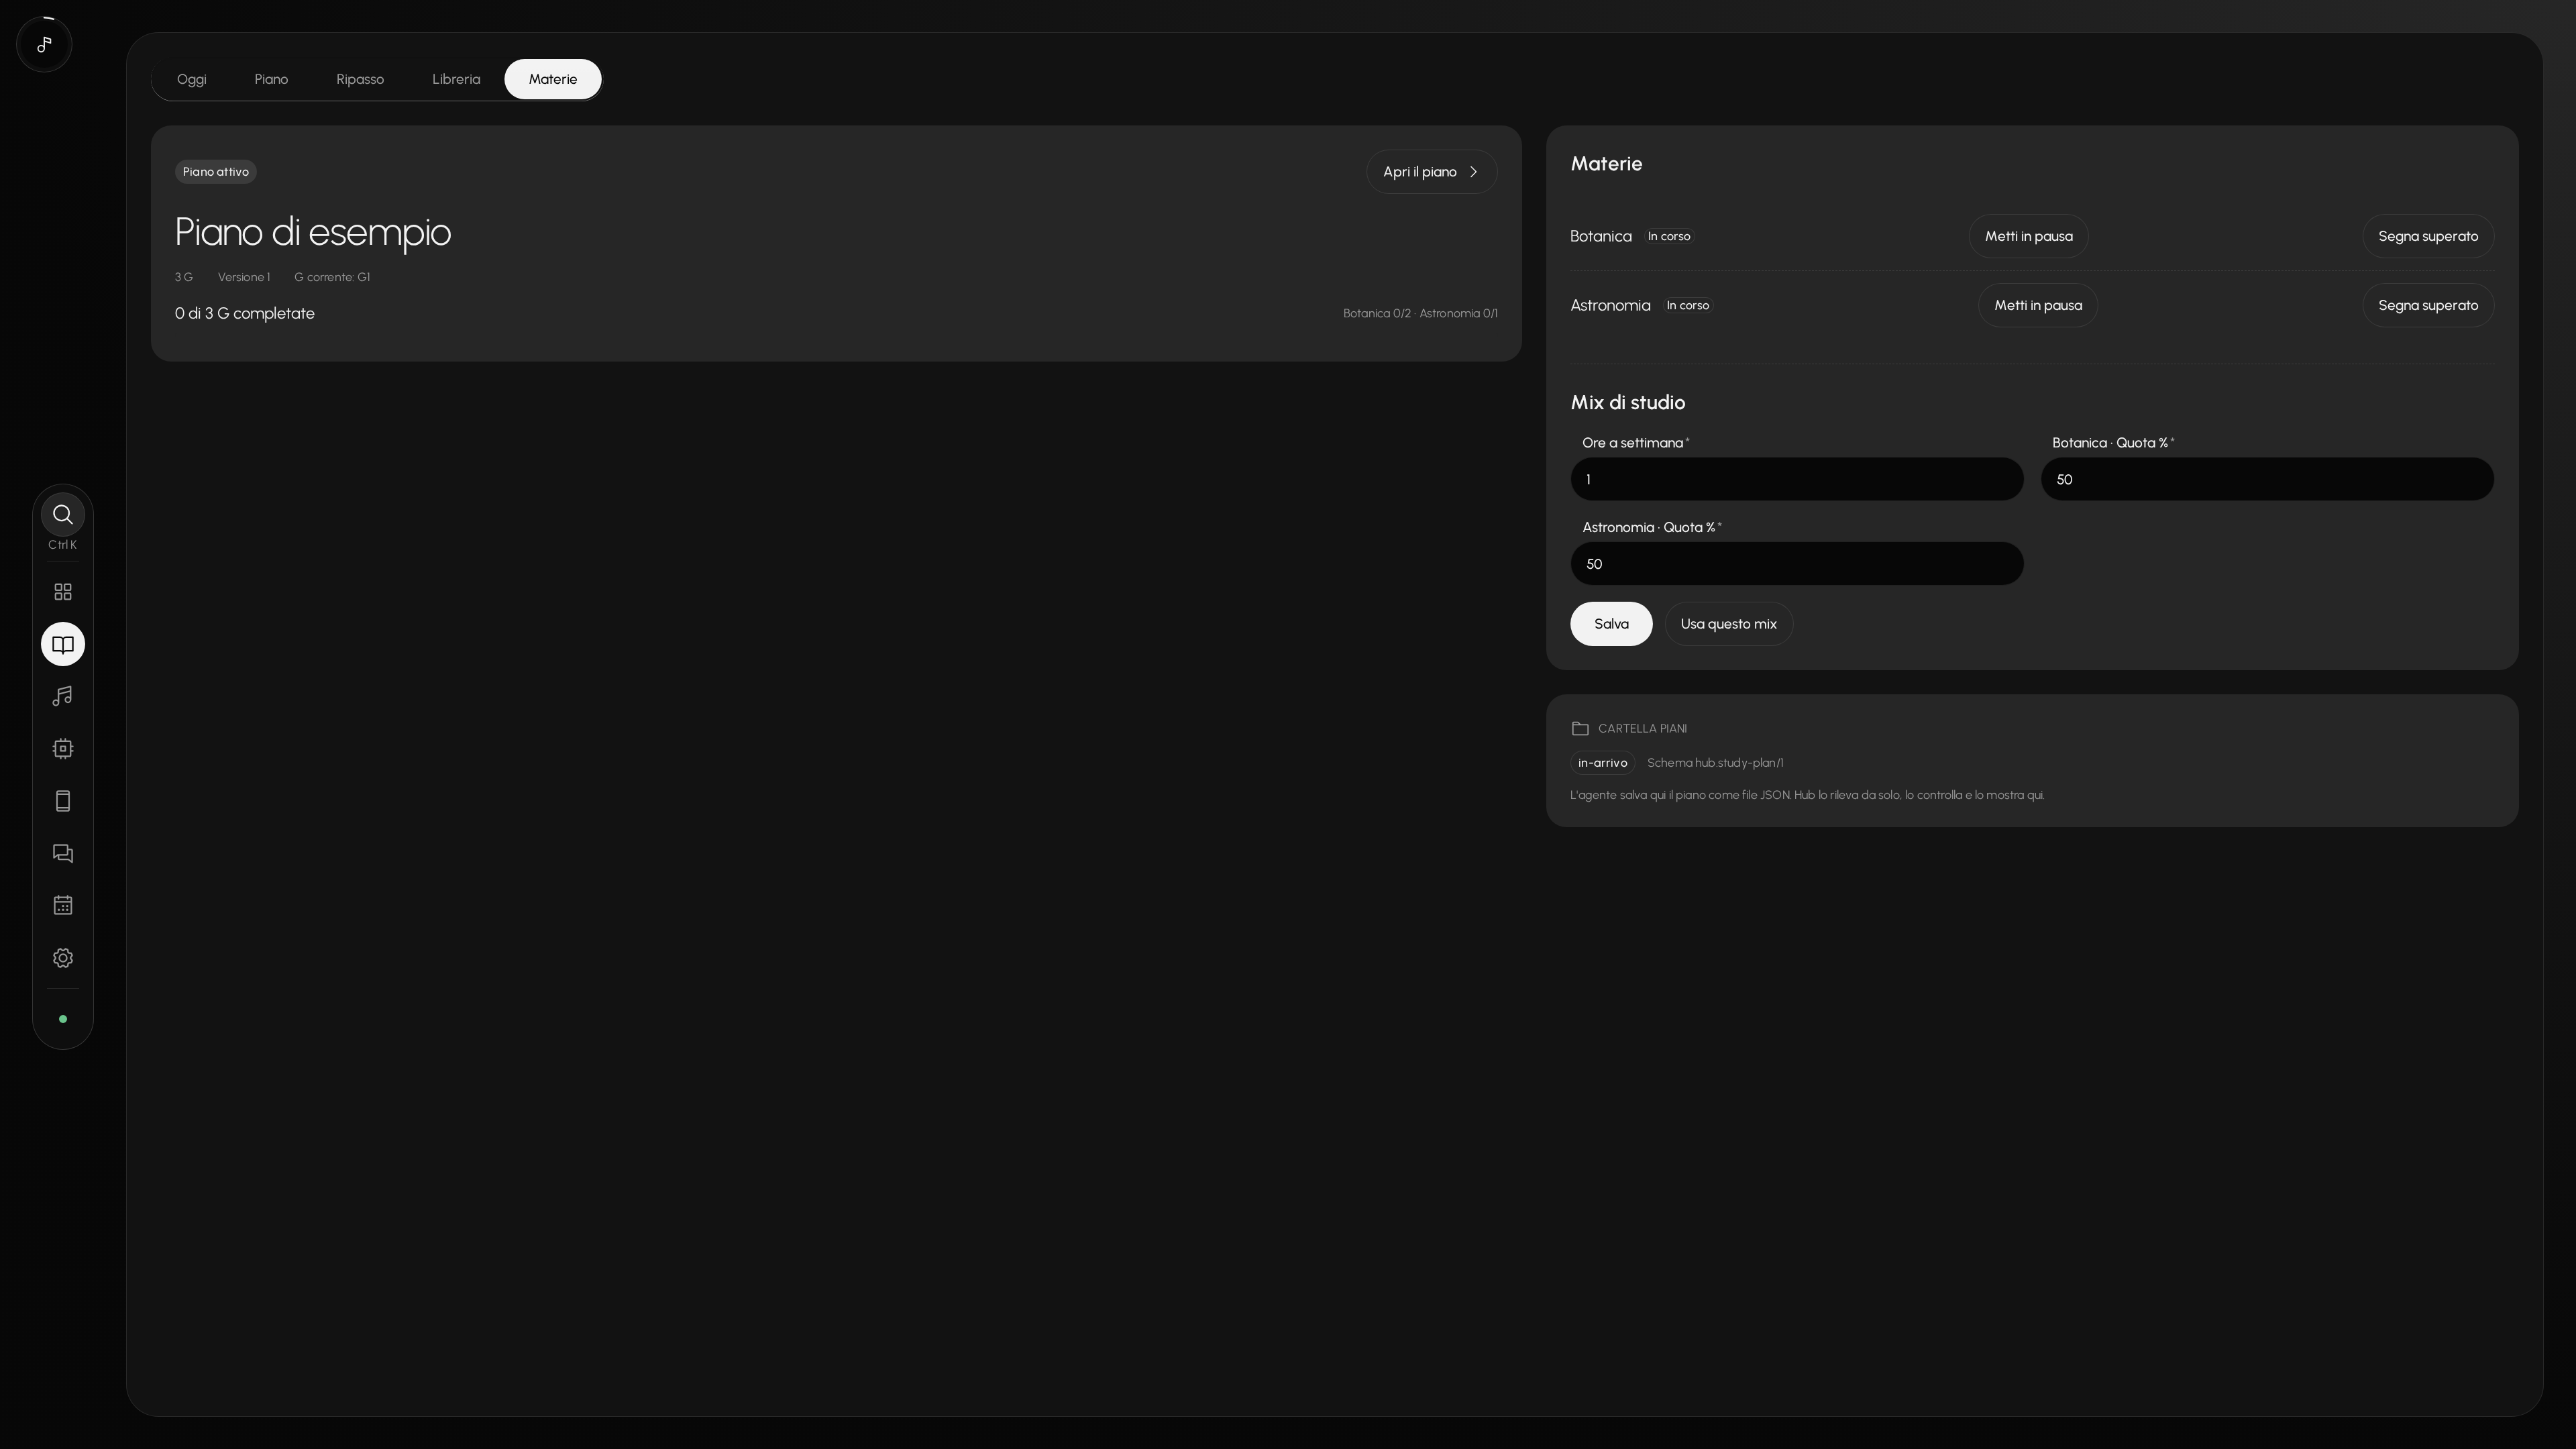 Oggi Piano Ripasso Libreria Materie
Piano attivo
Apri il piano
Piano di esempio
3 G Versione 1 G corrente: G1
0 di 3 G completate
Botanica 0/2 · Astronomia 0/1
Materie
Botanica In corso Metti in pausa Segna superato
Astronomia In corso Metti in pausa Segna superato
Mix di studio
Ore a settimana* Botanica · Quota %*
1 50
Astronomia · Quota %*
50
Salva Usa questo mix
CARTELLA PIANI
in-arrivo Schema hub.study-plan/1
L'agente salva qui il piano come file JSON. Hub lo rileva da solo, lo controlla e lo mostra qui.
Ctrl K